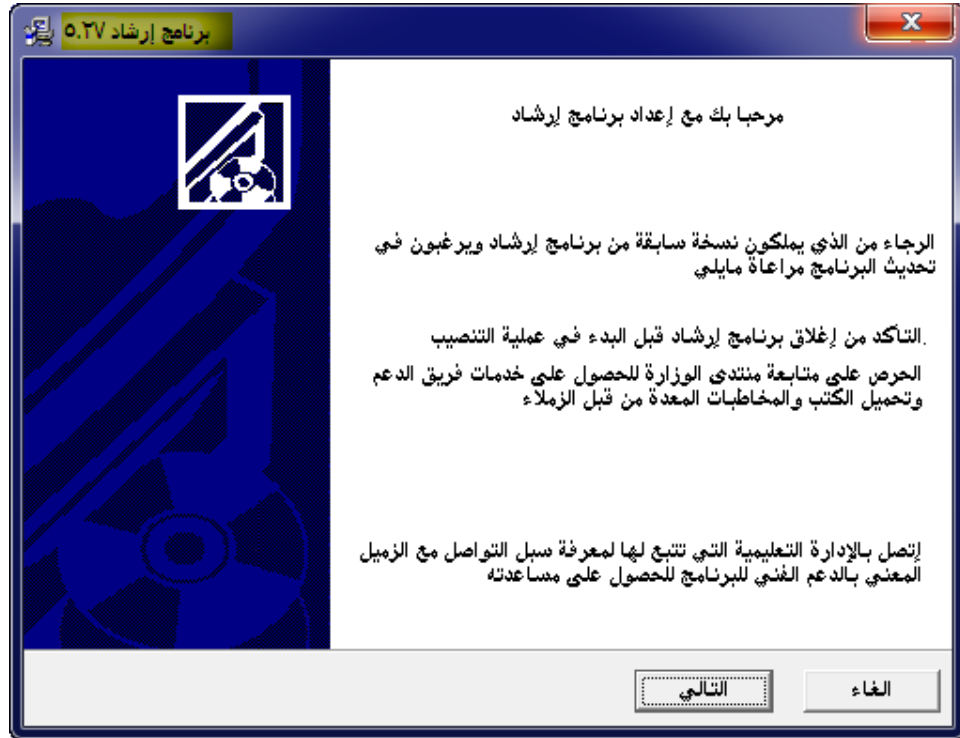 برنامج إرشاد ٥.٢٧
مرحبا بك مع إعداد برنامج إرشاد
الرجاء من الذي يملكون نسخة سابقة من برنامج إرشاد ويرغبون في
تحديث البرنامج مراعاة مايلي
.التأكد من إغلاق برنامج إرشاد قبل البدء في عملية التنصيب
الحرص على متابعة منتدى الوزارة للحصول على خدمات فريق الدعم
وتحميل الكتب والمخاطبات المعدة من قبل الزملاء
إتصل بالإدارة التعليمية التي تتبع لها لمعرفة سبل التواصل مع الزميل
المعني بالدعم الفني للبرنامج للحصول على مساعدته
الغاء
التالي